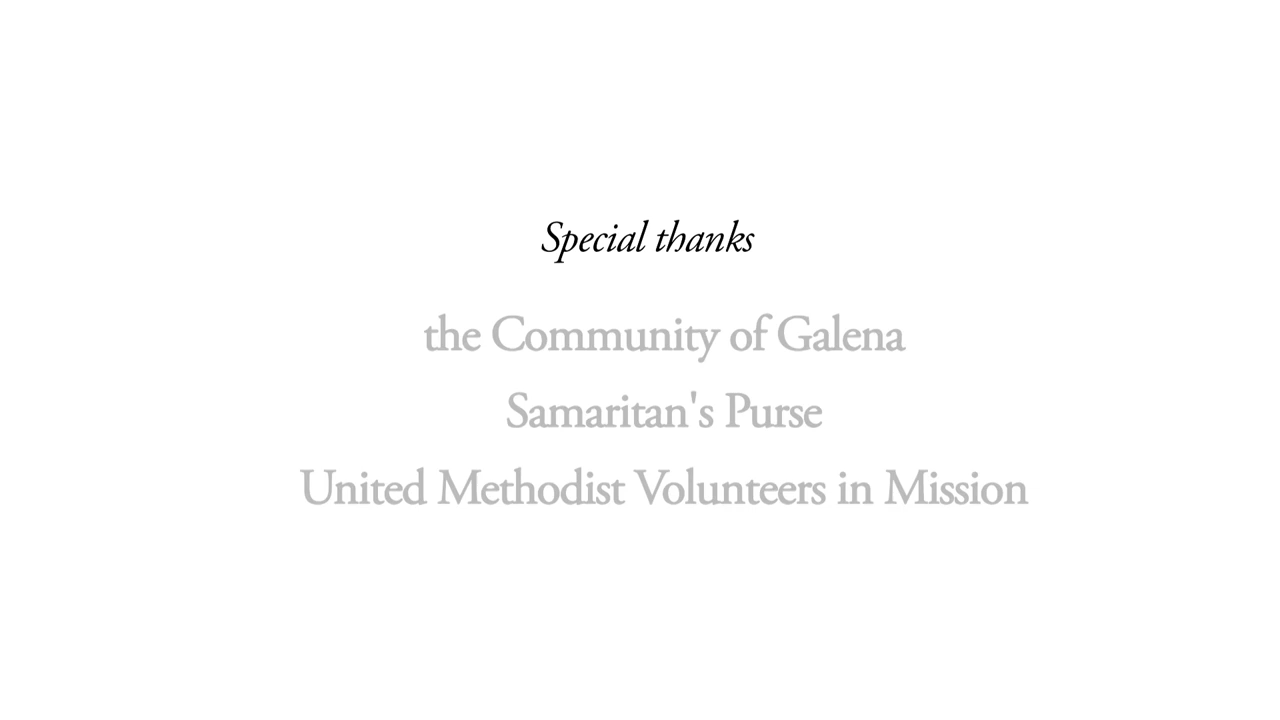 Special thanks
the Community of Galena
Samaritan's Purse
United Methodist Volunteers in Mission